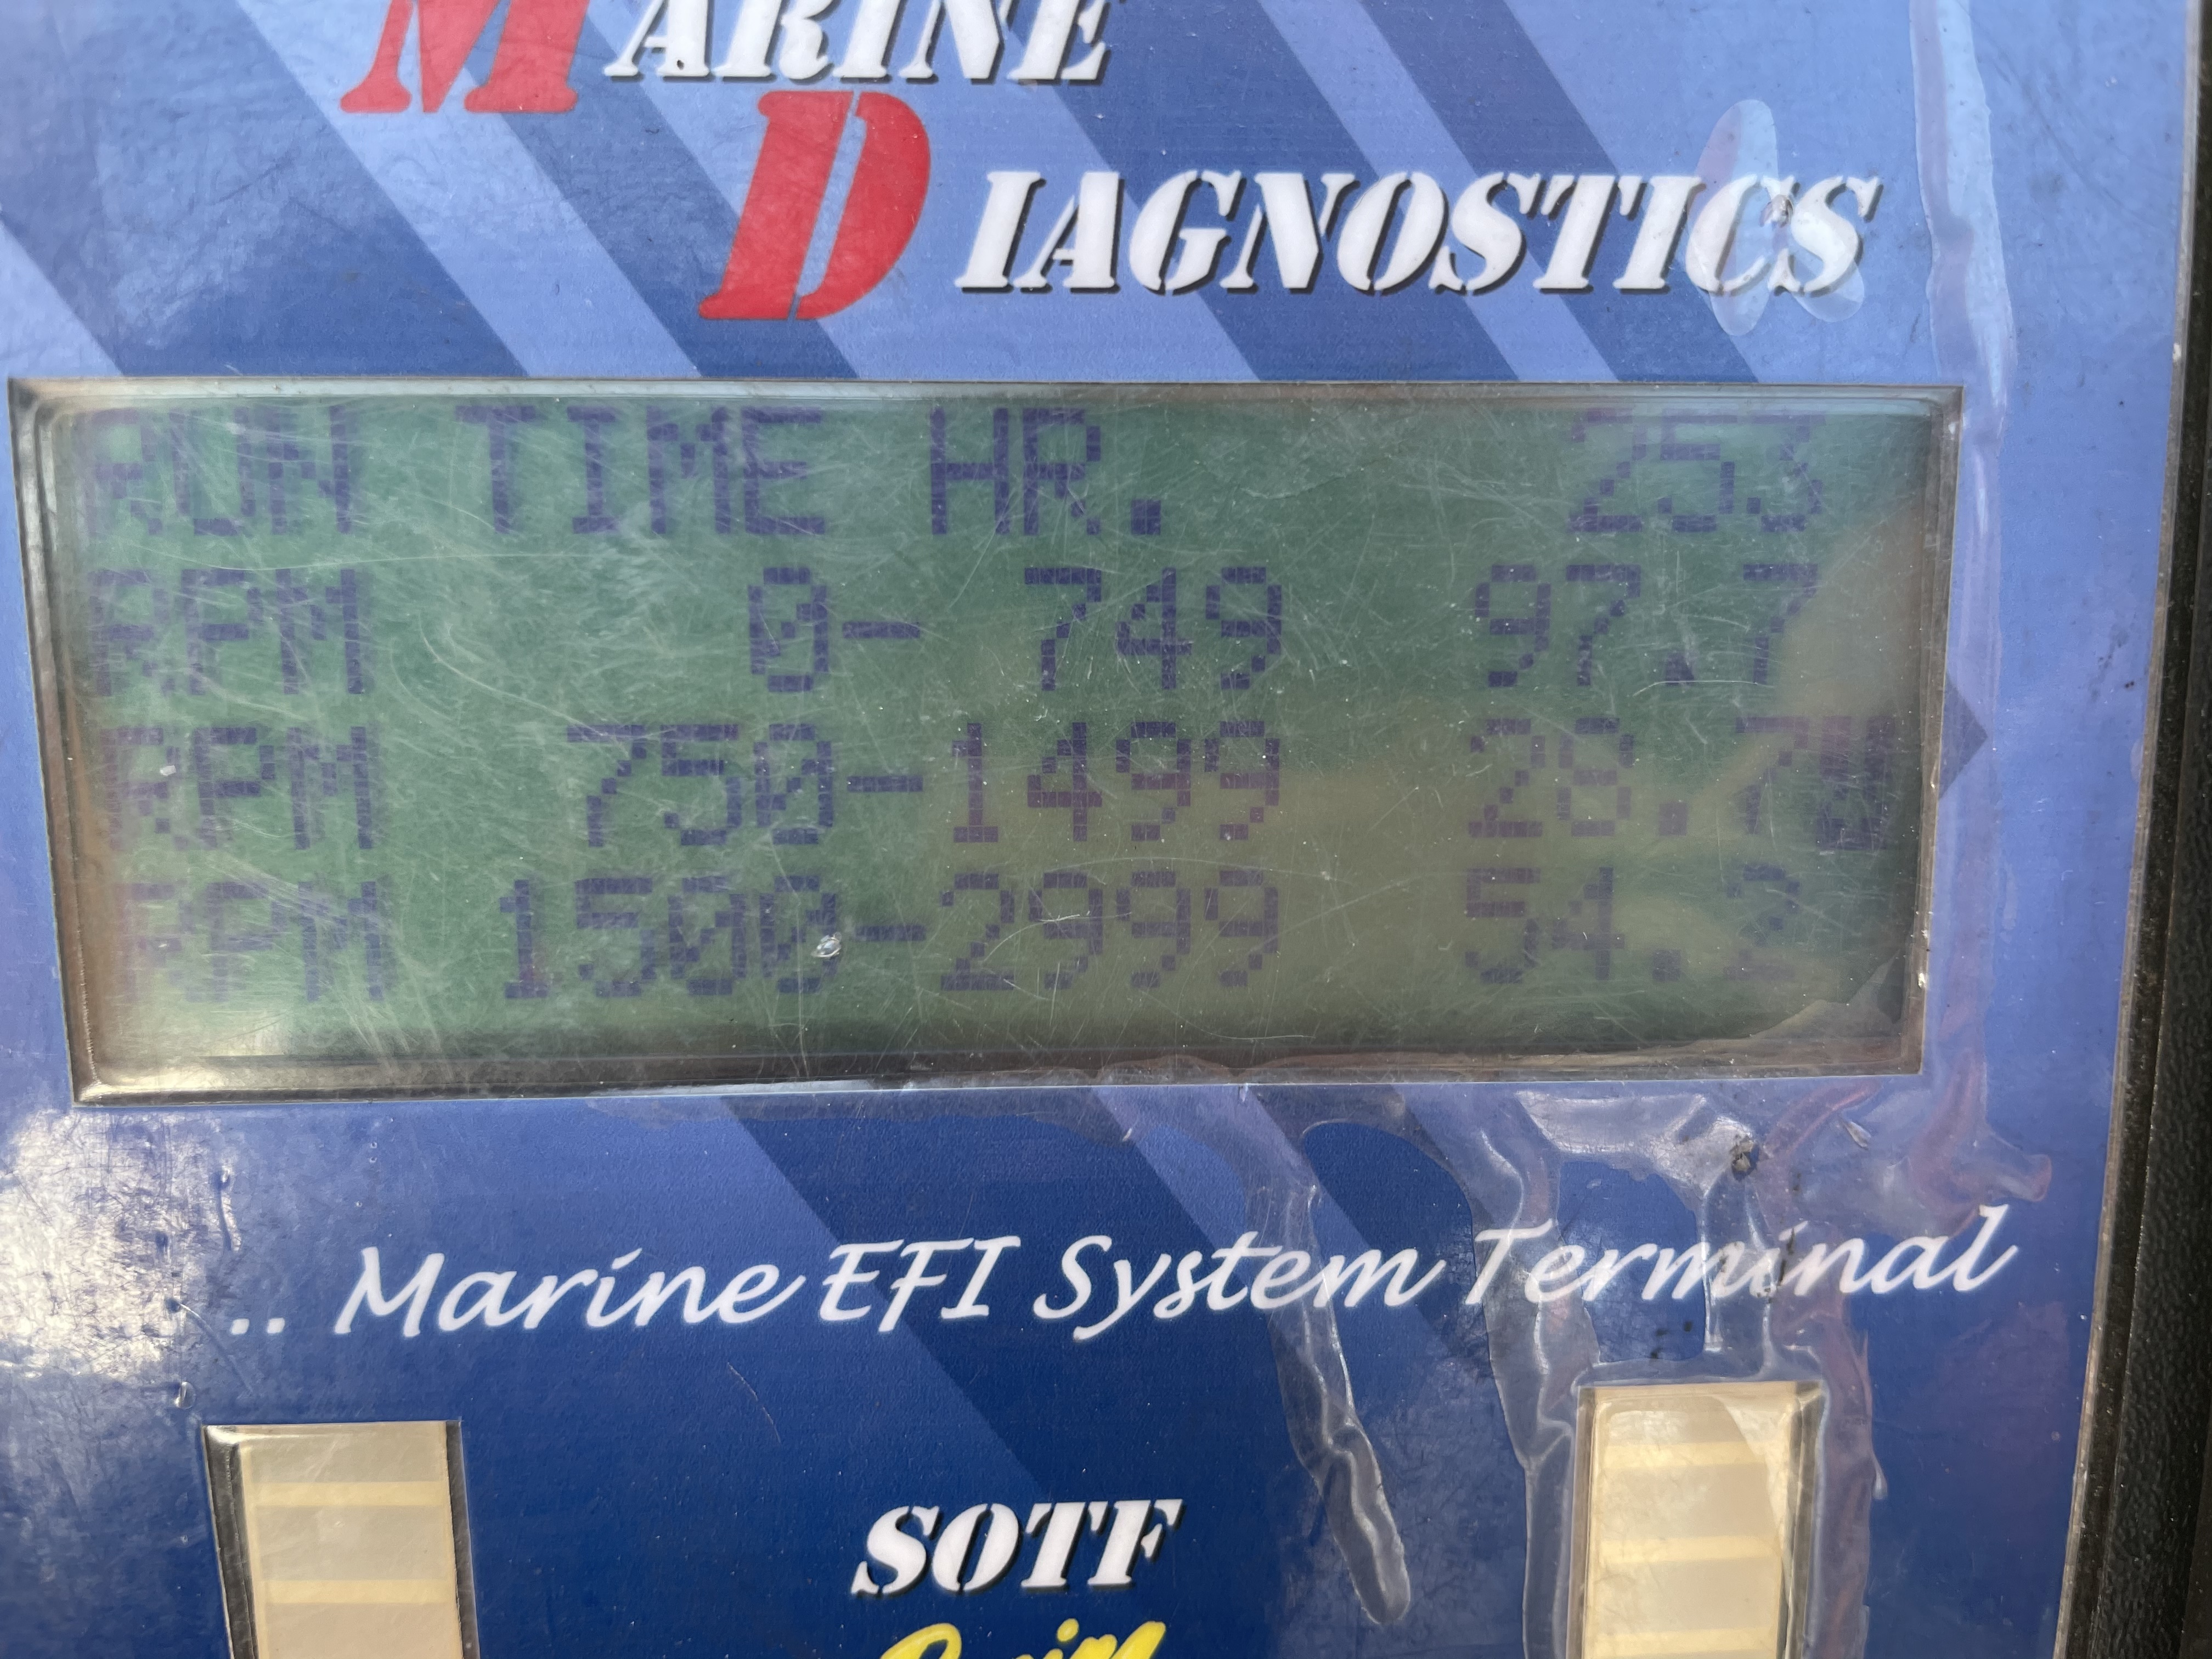 MARINE
DIAGNOSTICS
RUN TIME HR. 253
RPM 0- 749 97.7
RPM 750-1499 28.7
RPM 1500-2999 54.2
.. Marine EFI System Terminal
SOTF